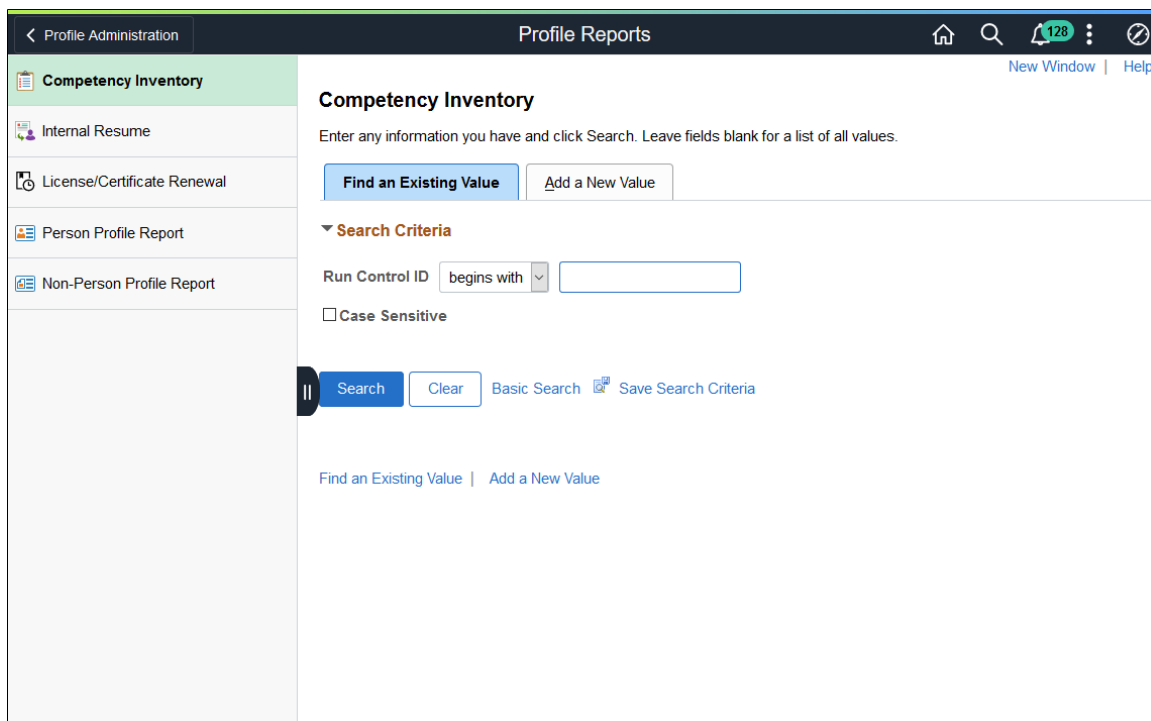 Profile Administration
Profile Reports
128
New Window | Help
Competency Inventory
Internal Resume
License/Certificate Renewal
Person Profile Report
Non-Person Profile Report
Competency Inventory
Enter any information you have and click Search. Leave fields blank for a list of all values.
Find an Existing Value
Add a New Value
Search Criteria
Run Control ID begins with
Case Sensitive
Search Clear Basic Search Save Search Criteria
Find an Existing Value | Add a New Value